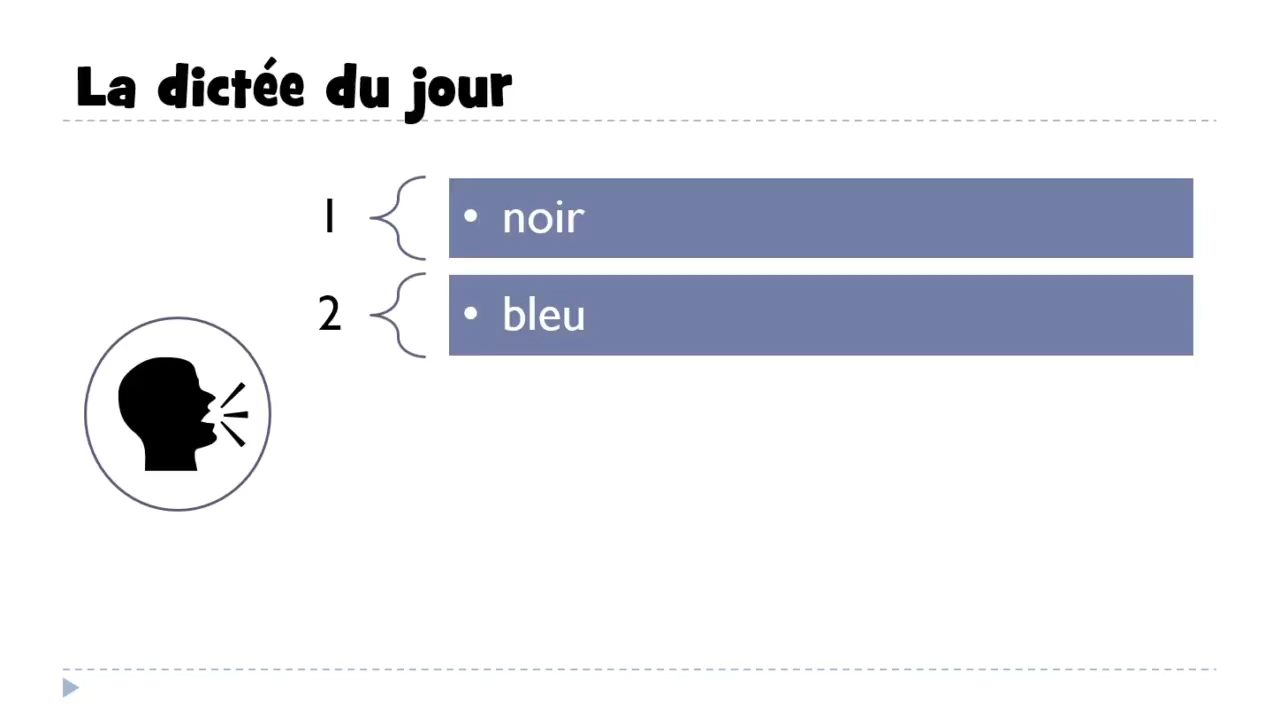 La dictée du jour
1
• noir
2
• bleu